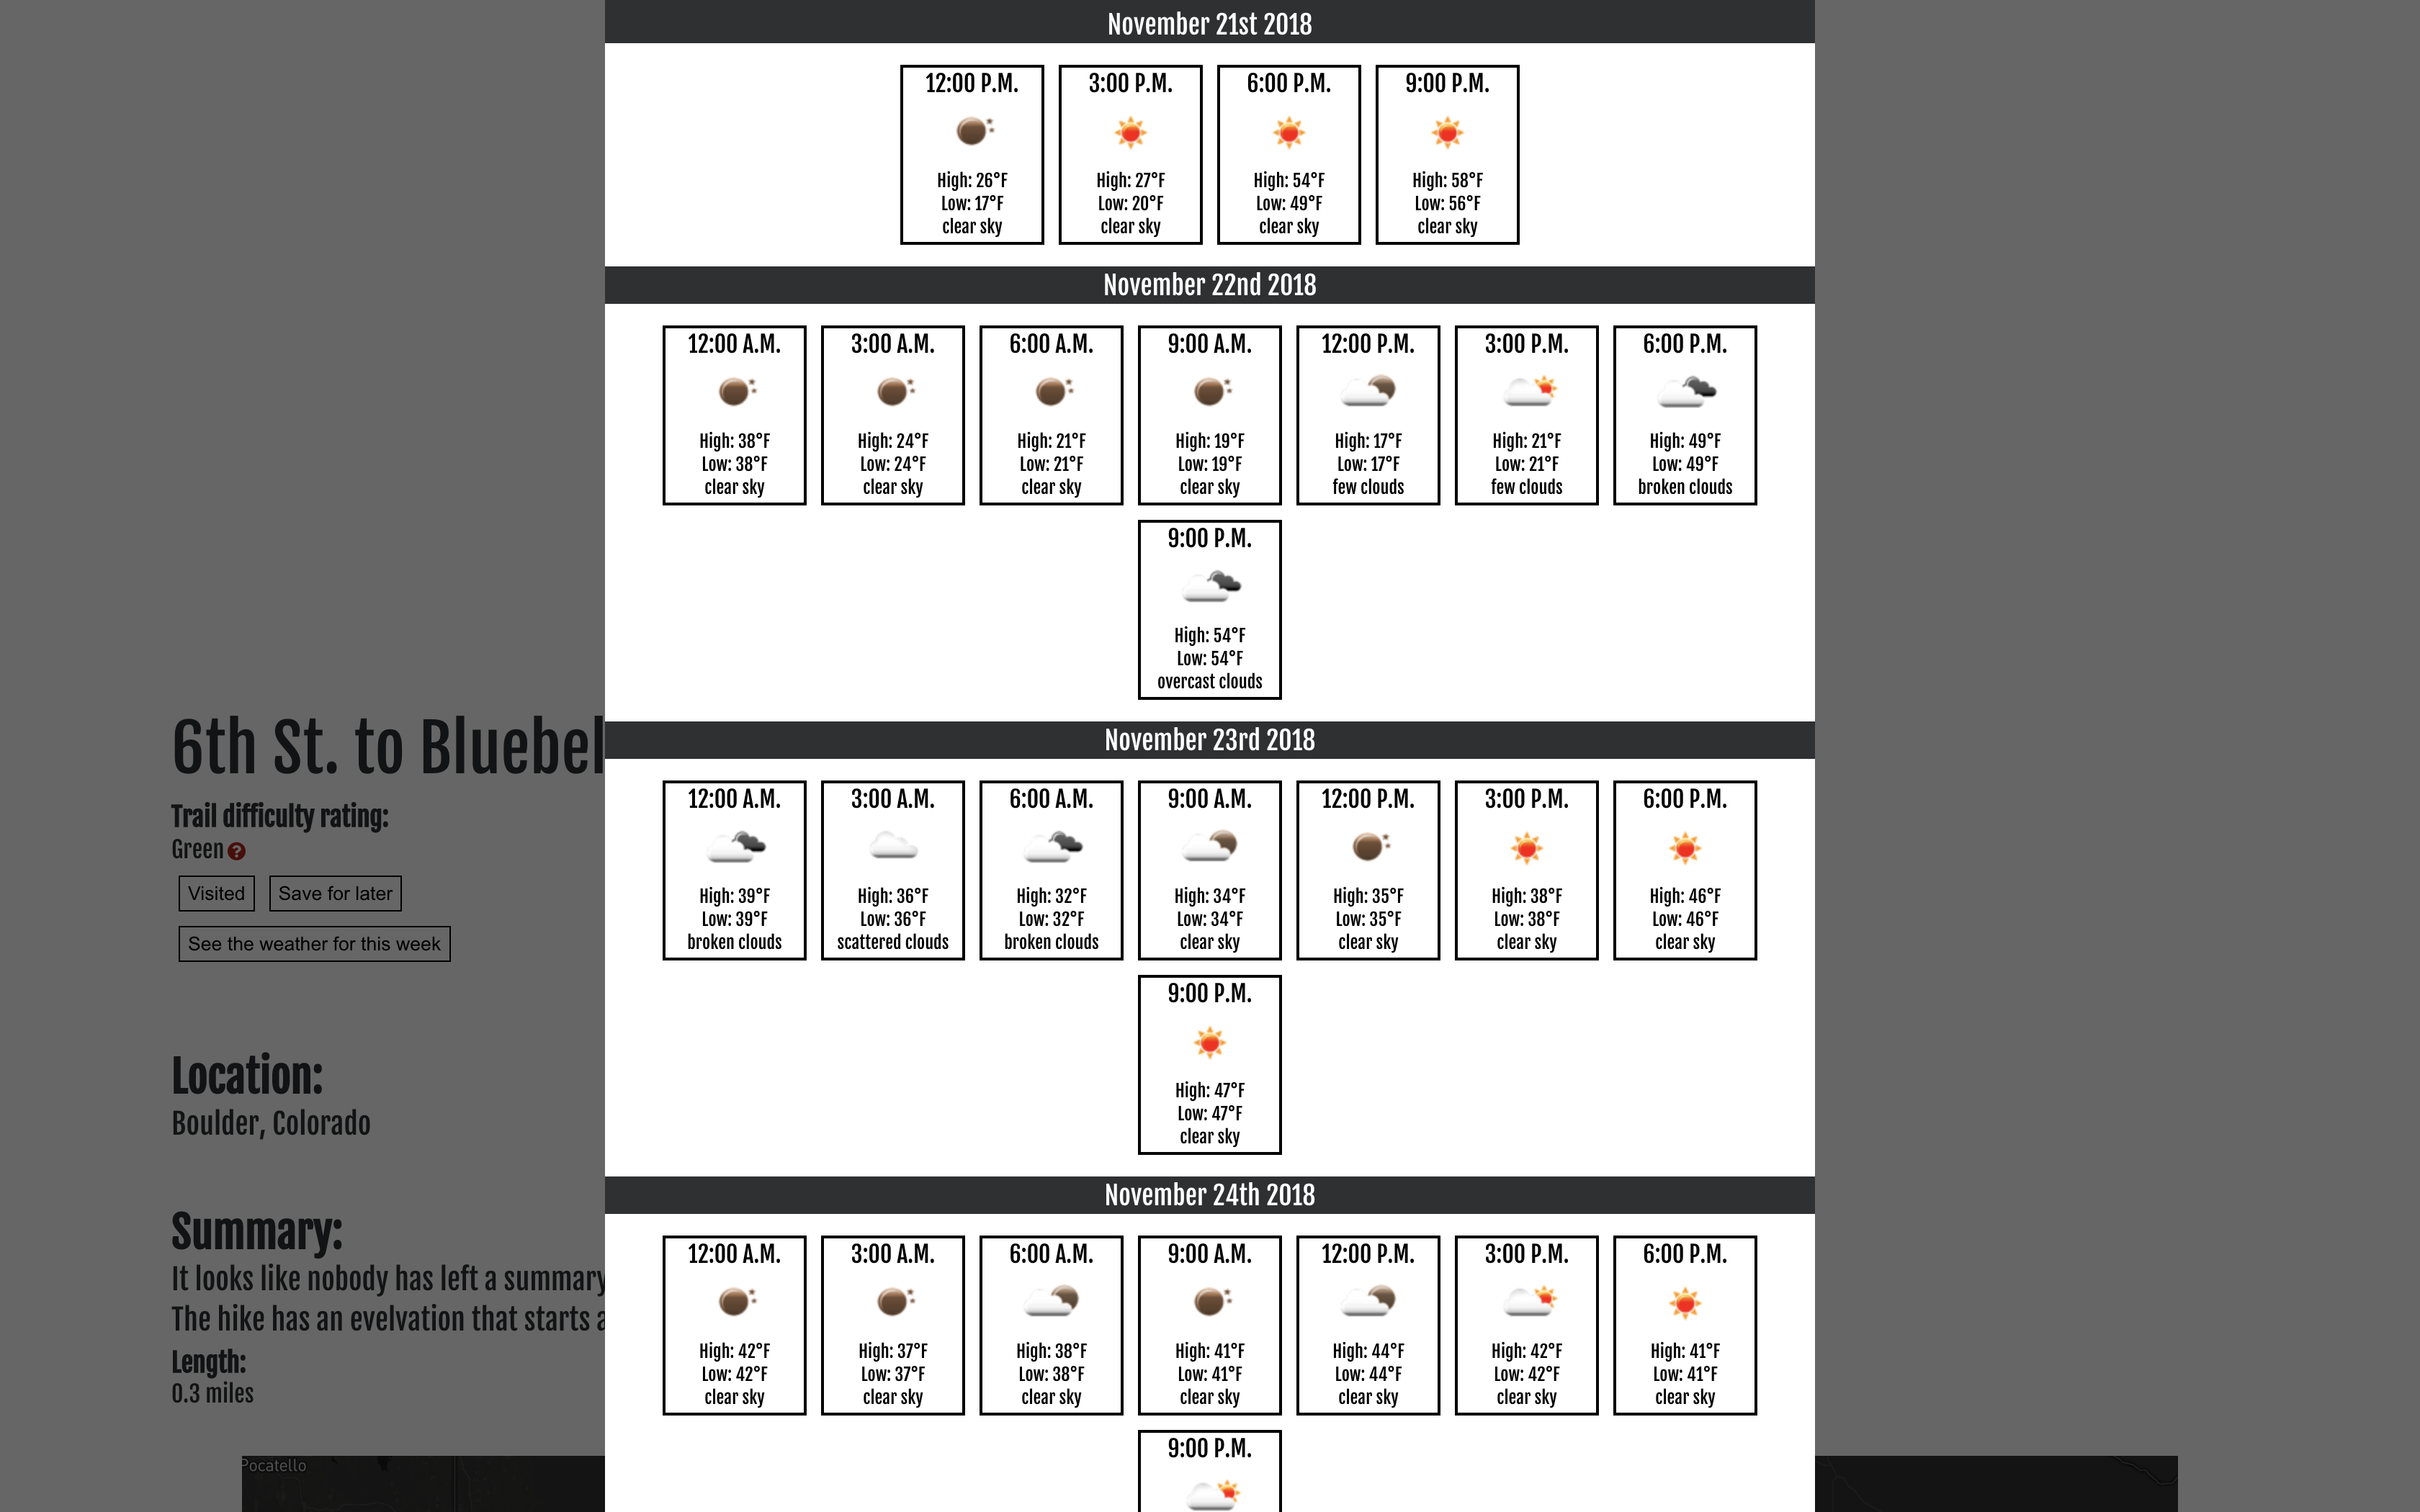 November 21st 2018
12:00 P.M.
High: 26°F
Low: 17°F
clear sky
3:00 P.M.
High: 27°F
Low: 20°F
clear sky
6:00 P.M.
High: 54°F
Low: 49°F
clear sky
9:00 P.M.
High: 58°F
Low: 56°F
clear sky
November 22nd 2018
12:00 A.M.
High: 38°F
Low: 38°F
clear sky
3:00 A.M.
High: 24°F
Low: 24°F
clear sky
6:00 A.M.
High: 21°F
Low: 21°F
clear sky
9:00 A.M.
High: 19°F
Low: 19°F
clear sky
12:00 P.M.
High: 17°F
Low: 17°F
few clouds
3:00 P.M.
High: 21°F
Low: 21°F
few clouds
6:00 P.M.
High: 49°F
Low: 49°F
broken clouds
9:00 P.M.
High: 54°F
Low: 54°F
overcast clouds
November 23rd 2018
12:00 A.M.
High: 39°F
Low: 39°F
broken clouds
3:00 A.M.
High: 36°F
Low: 36°F
scattered clouds
6:00 A.M.
High: 32°F
Low: 32°F
broken clouds
9:00 A.M.
High: 34°F
Low: 34°F
clear sky
12:00 P.M.
High: 35°F
Low: 35°F
clear sky
3:00 P.M.
High: 38°F
Low: 38°F
clear sky
6:00 P.M.
High: 46°F
Low: 46°F
clear sky
9:00 P.M.
High: 47°F
Low: 47°F
clear sky
November 24th 2018
12:00 A.M.
High: 42°F
Low: 42°F
clear sky
3:00 A.M.
High: 37°F
Low: 37°F
clear sky
6:00 A.M.
High: 38°F
Low: 38°F
clear sky
9:00 A.M.
High: 41°F
Low: 41°F
clear sky
12:00 P.M.
High: 44°F
Low: 44°F
clear sky
3:00 P.M.
High: 42°F
Low: 42°F
clear sky
6:00 P.M.
High: 41°F
Low: 41°F
clear sky
9:00 P.M.
6th St. to Bluebel
Trail difficulty rating:
Green ?
Visited
Save for later
See the weather for this week
Location:
Boulder, Colorado
Summary:
It looks like nobody has left a summary
The hike has an evelvation that starts a
Length:
0.3 miles
Pocatello